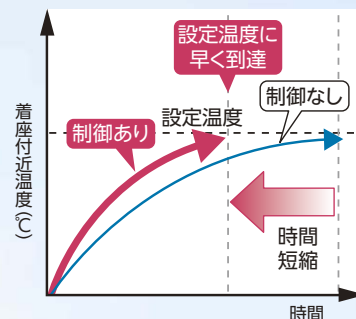 設定温度に
早く到達
制御なし
設定温度
制御あり
着座付近温度(℃)
時間
短縮
時間